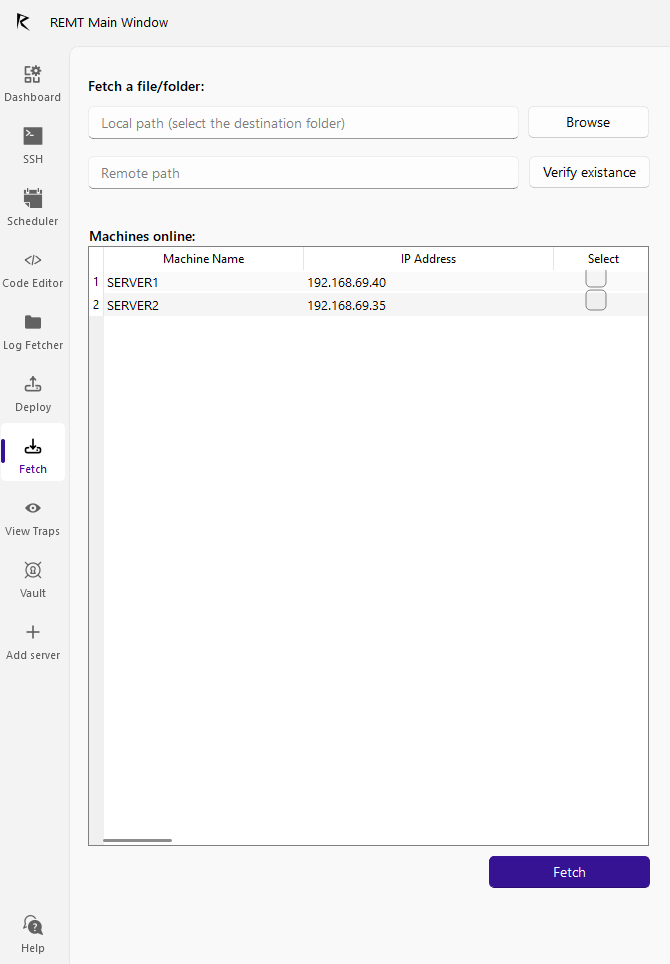 REMT Main Window
Dashboard
SSH
Scheduler
Code Editor
Log Fetcher
Deploy
Fetch
View Traps
Vault
Add server
Help
Fetch a file/folder:
Local path (select the destination folder)
Browse
Remote path
Verify existance
Machines online:
Machine Name IP Address Select
1 SERVER1 192.168.69.40
2 SERVER2 192.168.69.35
Fetch